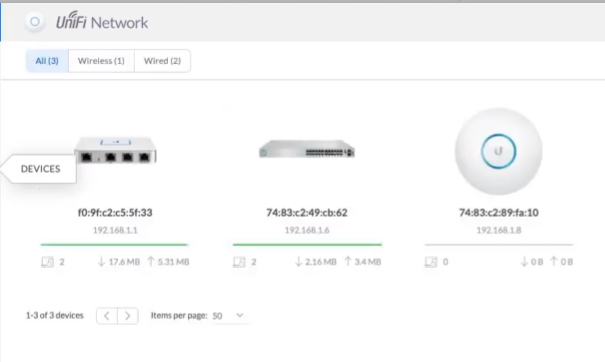 UniFi Network
All (3) Wireless (1) Wired (2)
DEVICES
f0:9f:c2:c5:5f:33 74:83:c2:49:cb:62 74:83:c2:89:fa:10
192.168.1.1 192.168.1.6 192.168.1.8
2 ↓ 17.6 MB ↑ 5.31 MB 2 ↓ 2.16 MB ↑ 3.4 MB 0 ↓ 0 B ↑ 0 B
1-3 of 3 devices < > Items per page: 50